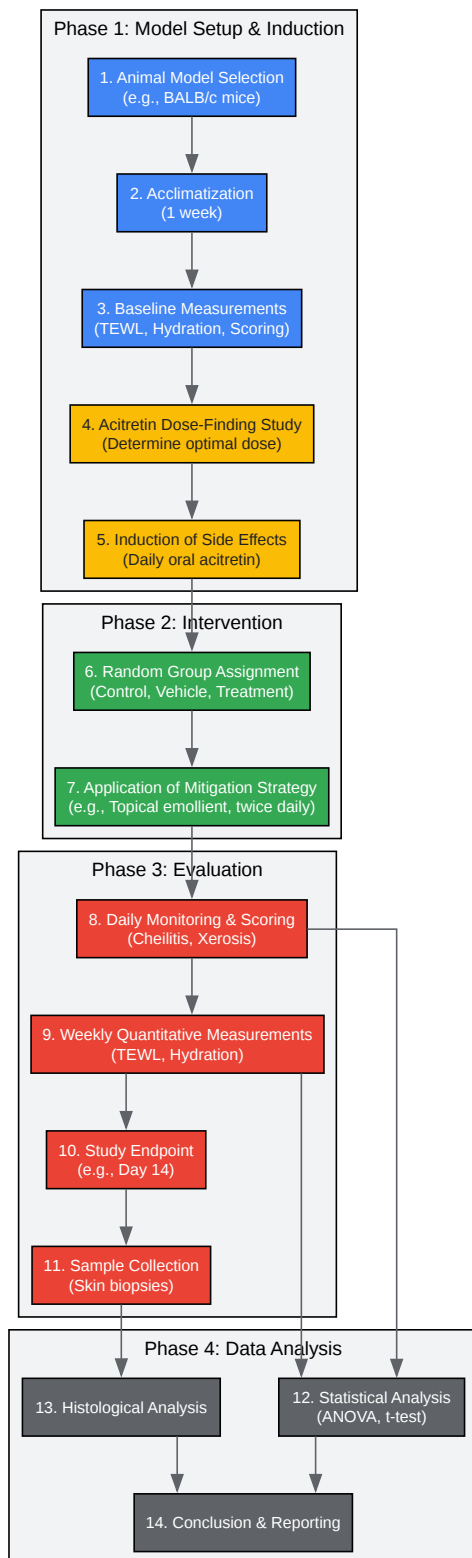 Phase 1: Model Setup & Induction
1. Animal Model Selection
(e.g., BALB/c mice)
2. Acclimatization
(1 week)
3. Baseline Measurements
(TEWL, Hydration, Scoring)
4. Acitretin Dose-Finding Study
(Determine optimal dose)
5. Induction of Side Effects
(Daily oral acitretin)
Phase 2: Intervention
6. Random Group Assignment
(Control, Vehicle, Treatment)
7. Application of Mitigation Strategy
(e.g., Topical emollient, twice daily)
Phase 3: Evaluation
8. Daily Monitoring & Scoring
(Cheilitis, Xerosis)
9. Weekly Quantitative Measurements
(TEWL, Hydration)
10. Study Endpoint
(e.g., Day 14)
11. Sample Collection
(Skin biopsies)
Phase 4: Data Analysis
13. Histological Analysis
12. Statistical Analysis
(ANOVA, t-test)
14. Conclusion & Reporting